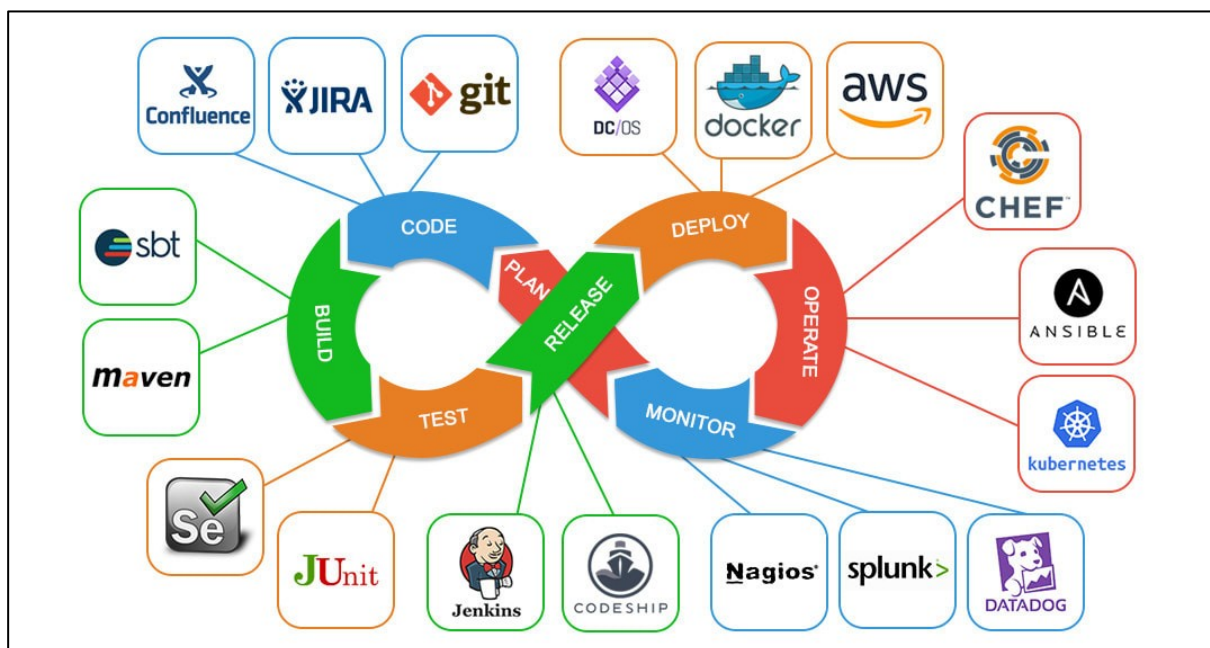 Confluence
JIRA
git
DC/OS
docker
aws
CHEF™
sbt
CODE
DEPLOY
PLAN
RELEASE
BUILD
OPERATE
ANSIBLE
maven
TEST
MONITOR
kubernetes
Se
JUnit
Jenkins
CODESHIP
Nagios®
splunk>
DATADOG